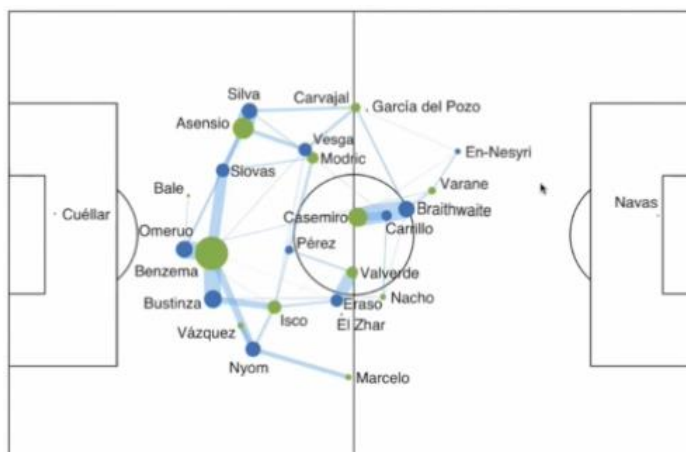 Silva
Carvajal
García del Pozo
Asensio
Vesga
Modric
En-Nesyri
Siovas
Bale
Varane
Navas
Cuéllar
Casemiro
Braithwaite
Carrillo
Omeruo
Pérez
Benzema
Valverde
Bustinza
Eraso
Nacho
Isco
El Zhar
Vázquez
Nyom
Marcelo